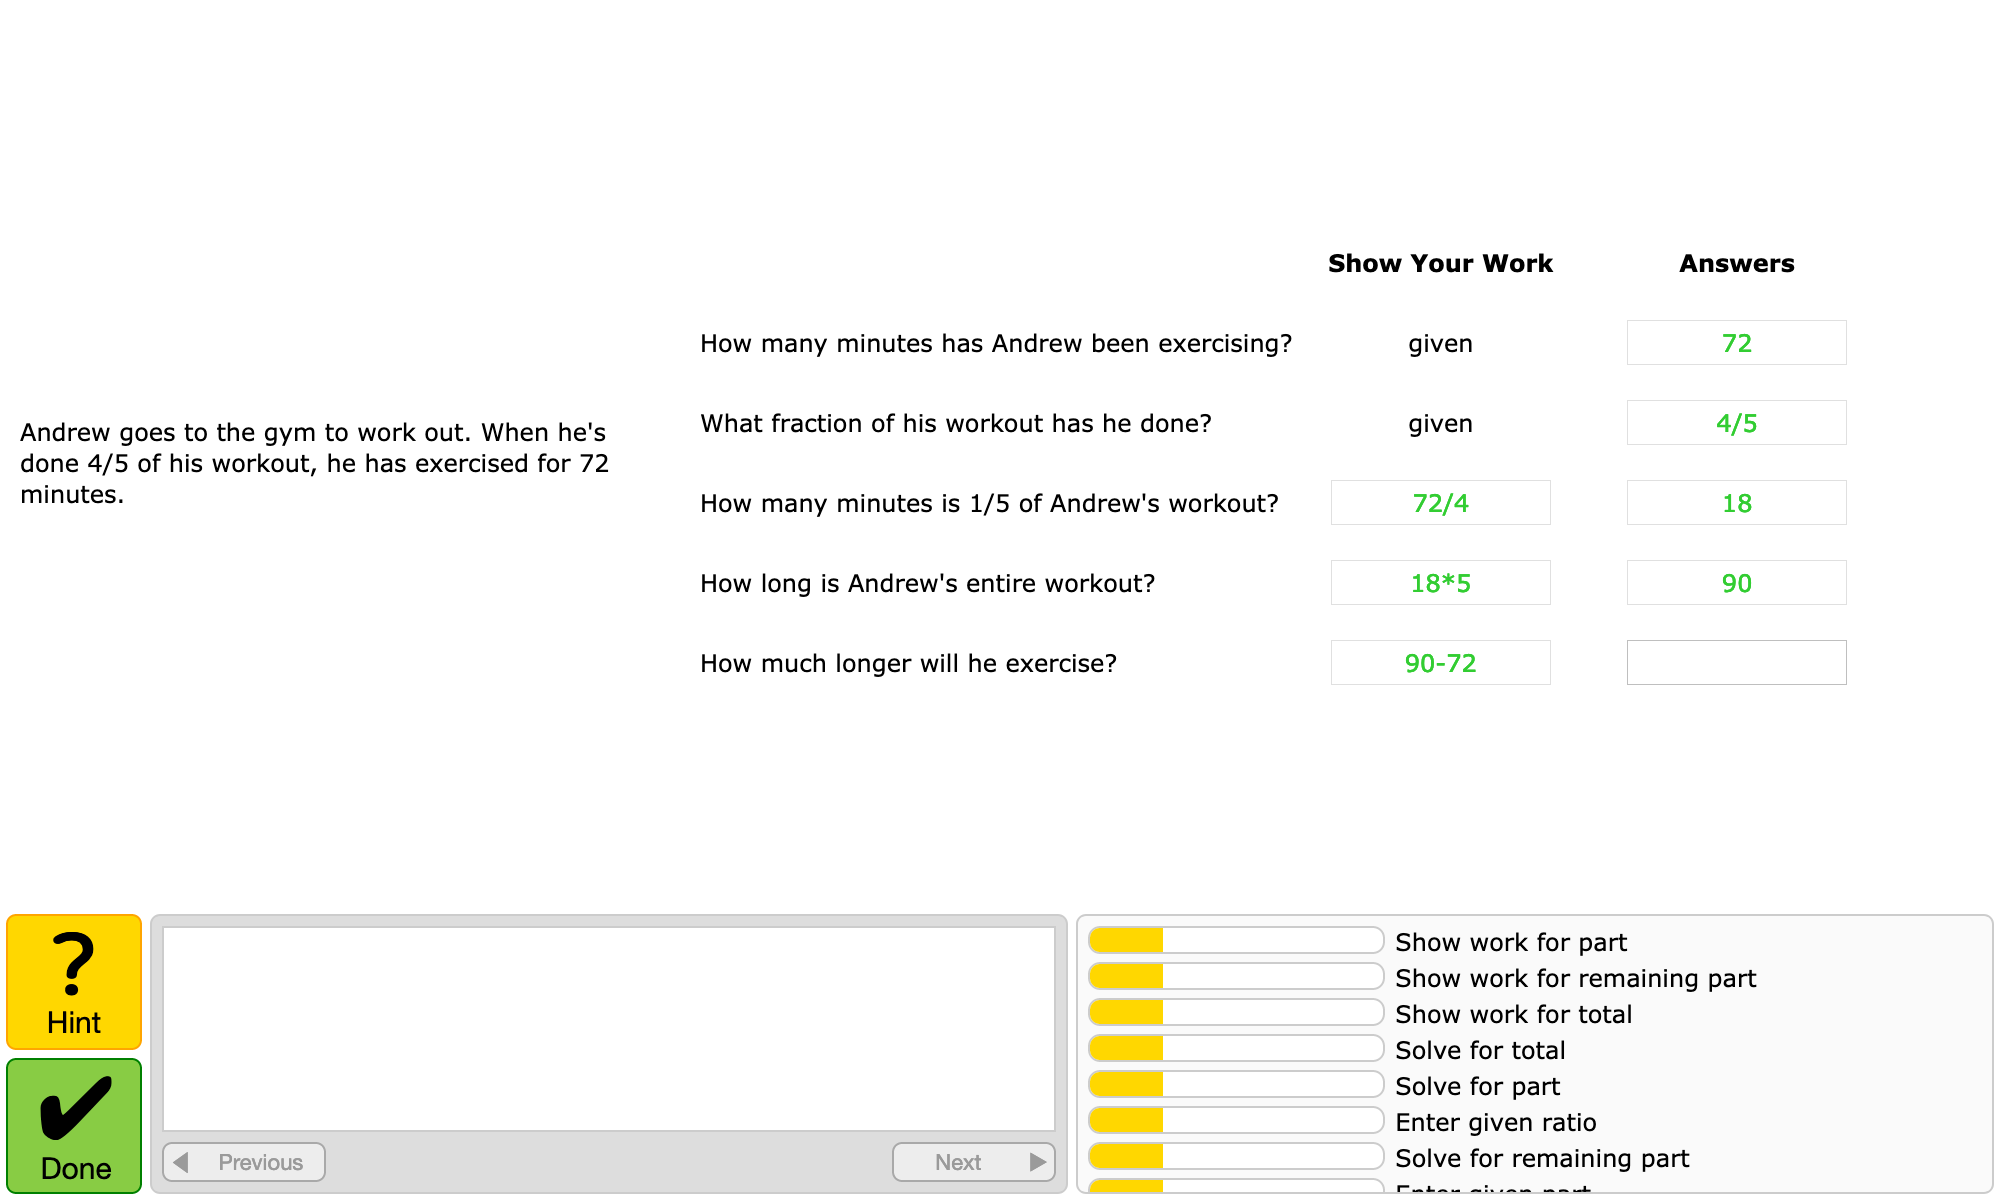 Show Your Work Answers
How many minutes has Andrew been exercising? given 72
What fraction of his workout has he done? given 4/5
Andrew goes to the gym to work out. When he's
done 4/5 of his workout, he has exercised for 72
minutes.
How many minutes is 1/5 of Andrew's workout? 72/4 18
How long is Andrew's entire workout? 18*5 90
How much longer will he exercise? 90-72
?
Hint
Done
Previous Next
Show work for part
Show work for remaining part
Show work for total
Solve for total
Solve for part
Enter given ratio
Solve for remaining part
Enter given part